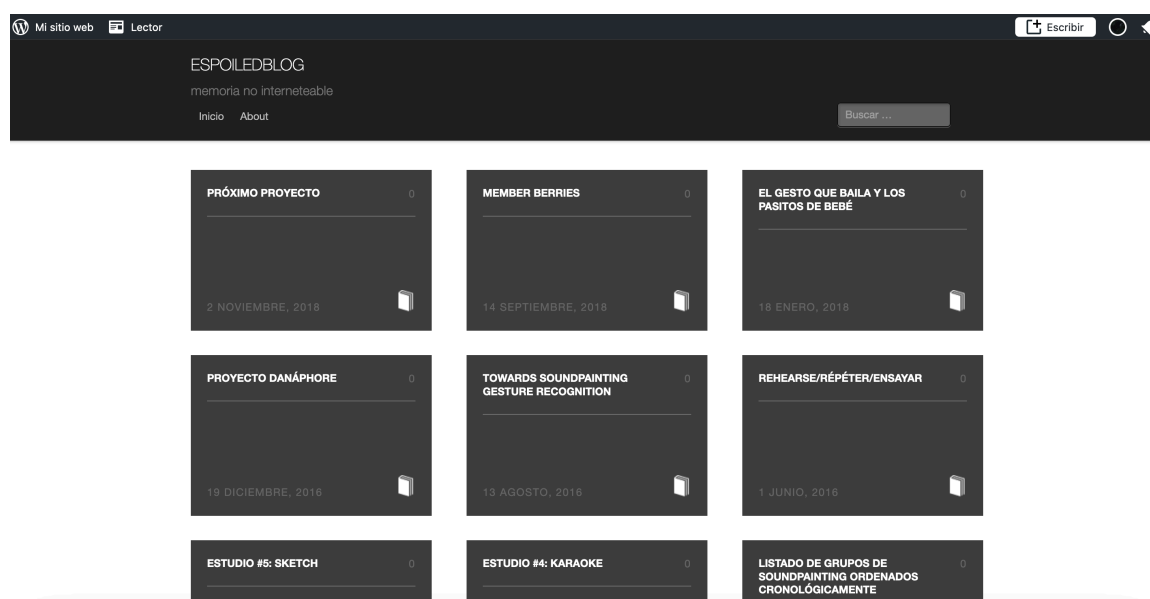 Mi sitio web Lector Escribir
ESPOILEDBLOG
memoria no interneteable
Inicio About
Buscar ...
PRÓXIMO PROYECTO 0
2 NOVIEMBRE, 2018
MEMBER BERRIES 0
14 SEPTIEMBRE, 2018
EL GESTO QUE BAILA Y LOS 0
PASITOS DE BEBÉ
18 ENERO, 2018
PROYECTO DANÁPHORE 0
19 DICIEMBRE, 2016
TOWARDS SOUNDPAINTING 0
GESTURE RECOGNITION
13 AGOSTO, 2016
REHEARSE/RÉPÉTER/ENSAYAR 0
1 JUNIO, 2016
ESTUDIO #5: SKETCH 0
ESTUDIO #4: KARAOKE 0
LISTADO DE GRUPOS DE 0
SOUNDPAINTING ORDENADOS
CRONOLÓGICAMENTE